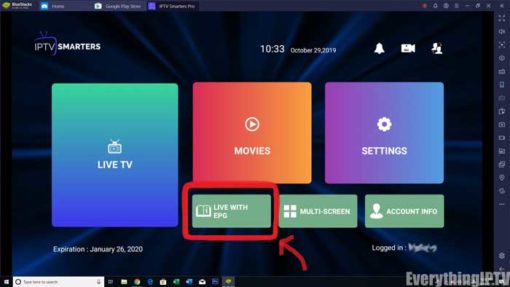 BlueStacks
Home
Google Play Store
IPTV Smarters Pro
IPTV SMARTERS
10:33 October 29,2019
LIVE TV
MOVIES
SETTINGS
LIVE WITH
EPG
MULTI-SCREEN
ACCOUNT INFO
Expiration : January 26, 2020
Logged in :
EverythingIPTV
Type here to search